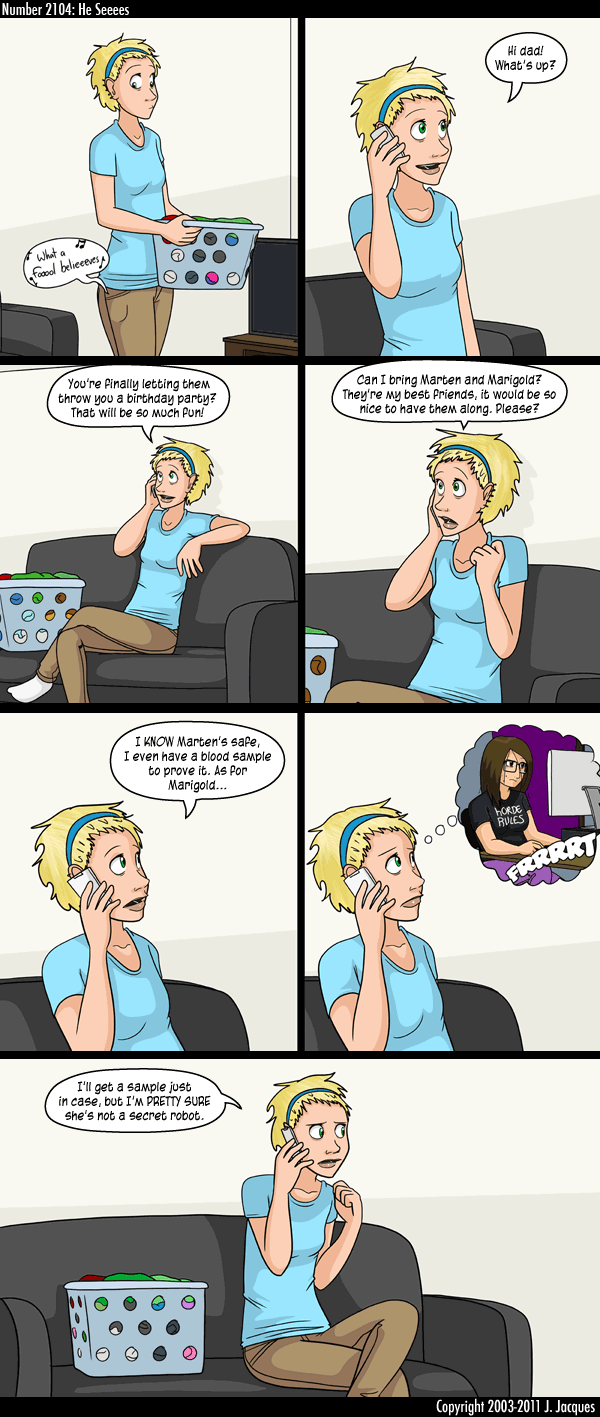 Number 2104: He Seeees
What a
Foooool belieeeves
Hi dad!
What's up?
You're finally letting them
throw you a birthday party?
That will be so much fun!
Can I bring Marten and Marigold?
They're my best friends, it would be so
nice to have them along. Please?
I KNOW Marten's safe,
I even have a blood sample
to prove it. As for
Marigold...
HORDE
RULES
FRRRRT
I'll get a sample just
in case, but I'm PRETTY SURE
she's not a secret robot.
Copyright 2003-2011 J. Jacques